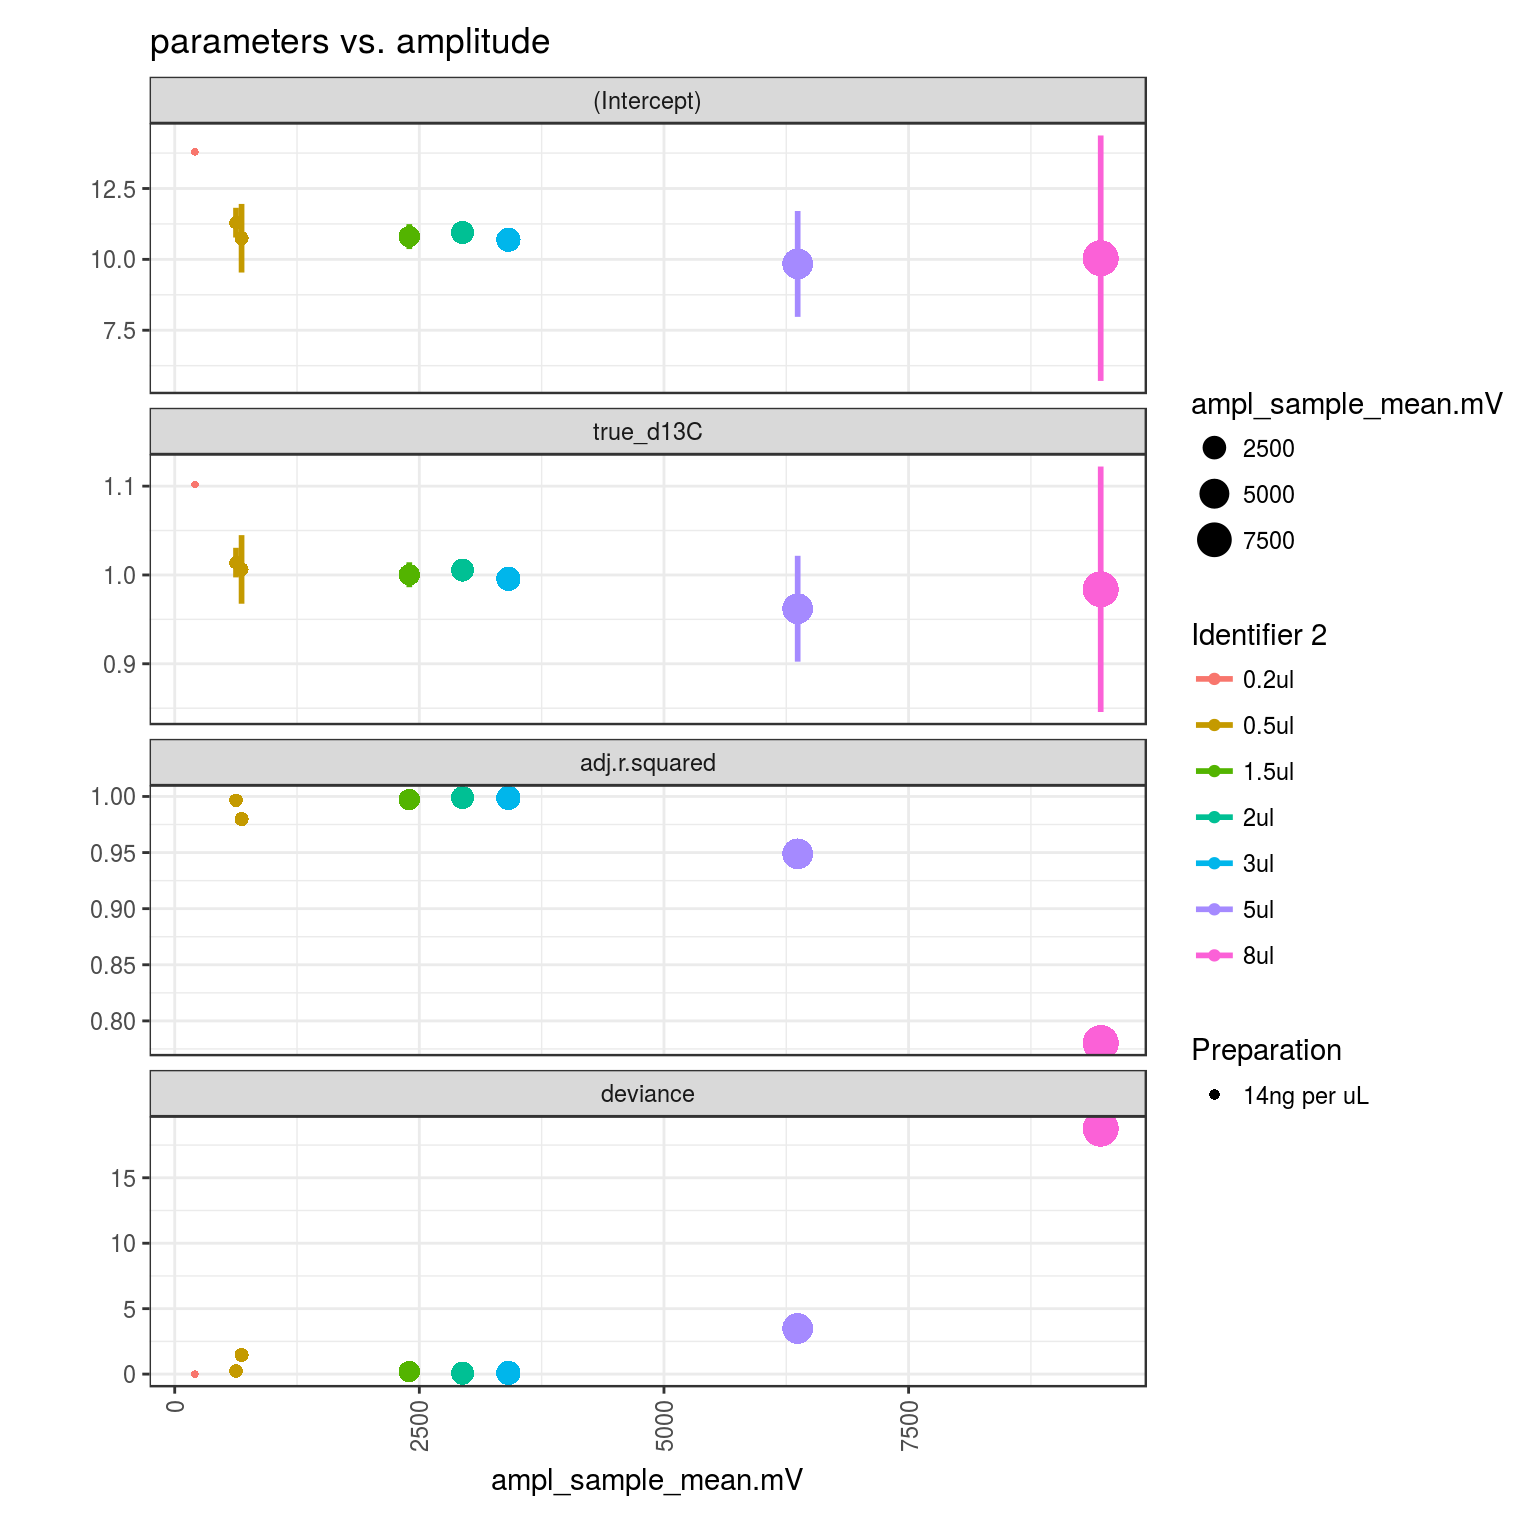 parameters vs. amplitude
(Intercept)
12.5
10.0
7.5
true_d13C
1.1
1.0
0.9
adj.r.squared
1.00
0.95
0.90
0.85
0.80
deviance
15
10
5
0
0
2500
5000
7500
ampl_sample_mean.mV
ampl_sample_mean.mV
2500
5000
7500
Identifier 2
0.2ul
0.5ul
1.5ul
2ul
3ul
5ul
8ul
Preparation
14ng per uL